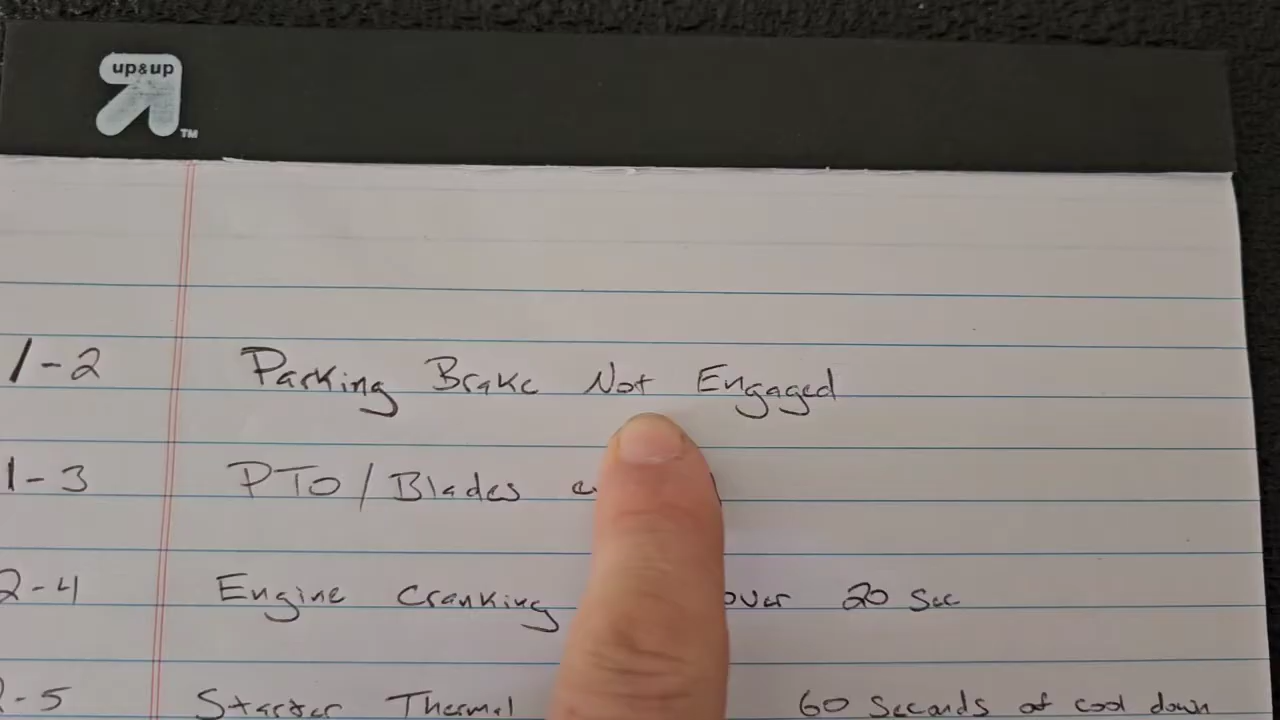 up&up
TM
1-2 Parking Brake Not Engaged
1-3 PTO/Blades
2-4 Engine Cranking over 20 Sec
-5 Starter Thermal 60 Seconds of cool down